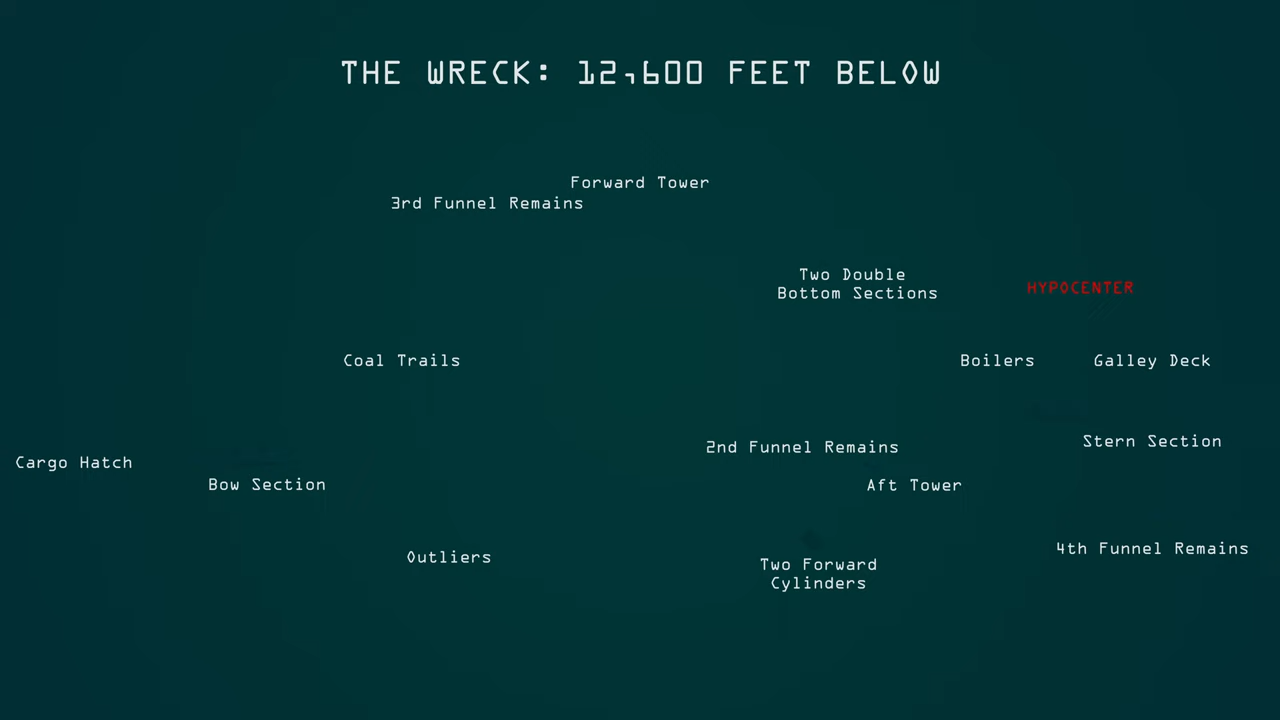 THE WRECK: 12,600 FEET BELOW
Forward Tower
3rd Funnel Remains
Two Double
Bottom Sections
HYPOCENTER
Coal Trails
Boilers
Galley Deck
Stern Section
2nd Funnel Remains
Cargo Hatch
Bow Section
Aft Tower
4th Funnel Remains
Outliers
Two Forward
Cylinders